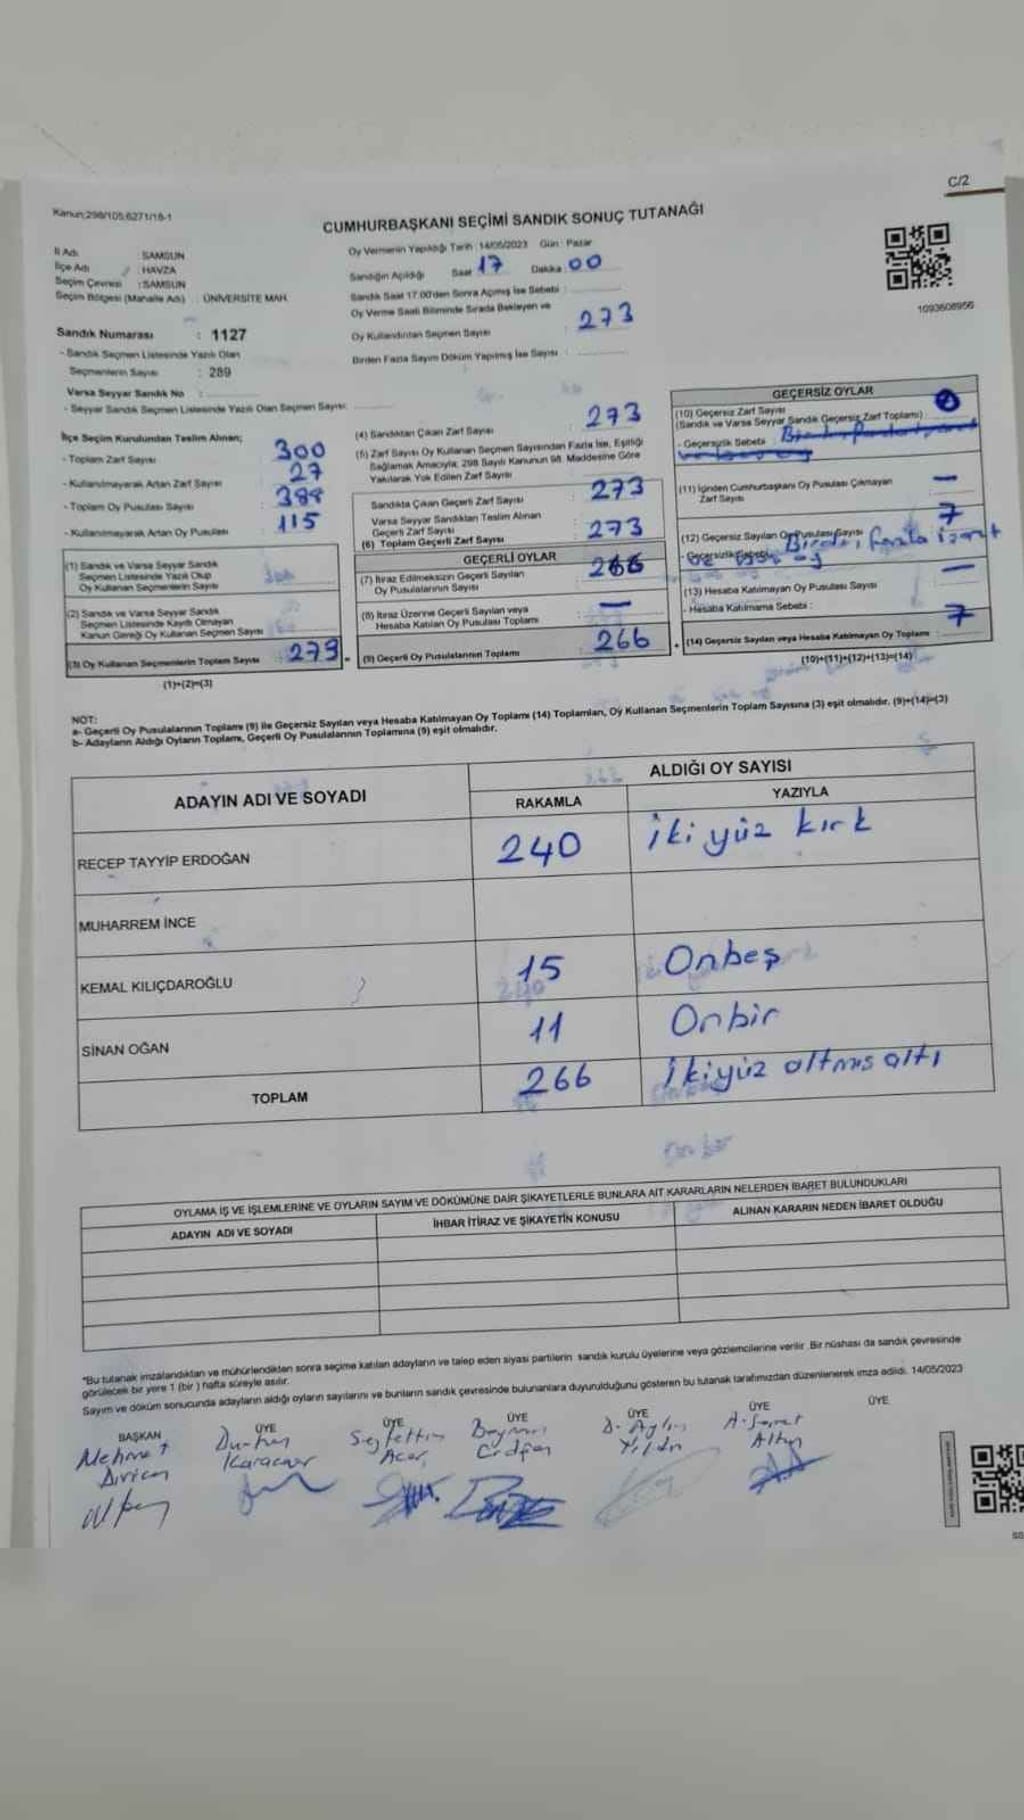 C/2
Kanun:298/105.6271/18-1
CUMHURBAŞKANI SEÇİMİ SANDIK SONUÇ TUTANAĞI
İl Adı : SAMSUN
İlçe Adı : HAVZA
Seçim Çevresi : SAMSUN
Seçim Bölgesi (Mahalle Adı) : ÜNİVERSİTE MAH.
Oy Vermenin Yapıldığı Tarih : 14/05/2023 Gün : Pazar
Sandığın Açıldığı Saat : 17 Dakika : 00
Sandık Saat 17.00'den Sonra Açılmış İse Sebebi :
Oy Verme Saati Bitiminde Sırada Bekleyen ve
Oy Kullandırılan Seçmen Sayısı : 273
Birden Fazla Sayım Döküm Yapılmış İse Sayısı :
1093608956
Sandık Numarası : 1127
- Sandık Seçmen Listesinde Yazılı Olan
Seçmenlerin Sayısı : 289
Varsa Seyyar Sandık No :
- Seyyar Sandık Seçmen Listesinde Yazılı Olan Seçmen Sayısı:
İlçe Seçim Kurulundan Teslim Alınan;
- Toplam Zarf Sayısı : 300
- Kullanılmayarak Artan Zarf Sayısı : 27
- Toplam Oy Pusulası Sayısı : 388
- Kullanılmayarak Artan Oy Pusulası : 115
(1) Sandık ve Varsa Seyyar Sandık
Seçmen Listesinde Yazılı Olup
Oy Kullanan Seçmenlerin Sayısı
(2) Sandık ve Varsa Seyyar Sandık
Seçmen Listesinde Kayıtlı Olmayan
Kanun Gereği Oy Kullanan Seçmen Sayısı
(3) Oy Kullanan Seçmenlerin Toplam Sayısı : 273
(1)+(2)=(3)
(4) Sandıktan Çıkan Zarf Sayısı : 273
(5) Zarf Sayısı Oy Kullanan Seçmen Sayısından Fazla İse, Eşitliği
Sağlamak Amacıyla, 298 Sayılı Kanunun 98. Maddesine Göre
Yakılarak Yok Edilen Zarf Sayısı
Sandıkta Çıkan Geçerli Zarf Sayısı : 273
Varsa Seyyar Sandıktan Teslim Alınan
Geçerli Zarf Sayısı
(6) Toplam Geçerli Zarf Sayısı : 273
GEÇERLİ OYLAR
(7) İtiraz Edilmeksizin Geçerli Sayılan
Oy Pusulalarının Sayısı : 266
(8) İtiraz Üzerine Geçerli Sayılan veya
Hesaba Katılan Oy Pusulası Toplamı : —
(9) Geçerli Oy Pusulalarının Toplamı : 266
GEÇERSİZ OYLAR
(10) Geçersiz Zarf Sayısı
(Sandık ve Varsa Seyyar Sandık Geçersiz Zarf Toplamı) : 0
- Geçersizlik Sebebi :
(11) İçinden Cumhurbaşkanı Oy Pusulası Çıkmayan
Zarf Sayısı —
(12) Geçersiz Sayılan Oy Pusulası Sayısı 7
- Geçersizlik Sebebi : Birden fazla
(13) Hesaba Katılmayan Oy Pusulası Sayısı —
- Hesaba Katılmama Sebebi :
(14) Geçersiz Sayılan veya Hesaba Katılmayan Oy Toplamı : 7
(10)+(11)+(12)+(13)=(14)
NOT:
a- Geçerli Oy Pusulalarının Toplamı (9) ile Geçersiz Sayılan veya Hesaba Katılmayan Oy Toplamı (14) Toplamları, Oy Kullanan Seçmenlerin Toplam Sayısına (3) eşit olmalıdır. (9)+(14)=(3)
b- Adayların Aldığı Oyların Toplamı, Geçerli Oy Pusulalarının Toplamına (9) eşit olmalıdır.
ADAYIN ADI VE SOYADI
ALDIĞI OY SAYISI
RAKAMLA YAZIYLA
RECEP TAYYİP ERDOĞAN 240 ikiyüz kırk
MUHARREM İNCE
KEMAL KILIÇDAROĞLU 15 Onbeş
SİNAN OĞAN 11 Onbir
TOPLAM 266 ikiyüz altmış altı
OYLAMA İŞ VE İŞLEMLERİNE VE OYLARIN SAYIM VE DÖKÜMÜNE DAİR ŞİKAYETLERLE BUNLARA AİT KARARLARIN NELERDEN İBARET BULUNDUKLARI
ADAYIN ADI VE SOYADI İHBAR İTİRAZ VE ŞİKAYETİN KONUSU ALINAN KARARIN NEDEN İBARET OLDUĞU
*Bu tutanak imzalandıktan ve mühürlendikten sonra seçime katılan adayların ve talep eden siyasi partilerin sandık kurulu üyelerine veya gözlemcilerine verilir. Bir nüshası da sandık çevresinde
görülecek bir yere 1 (bir) hafta süreyle asılır.
Sayım ve döküm sonucunda adayların aldığı oyların sayılarını ve bunların sandık çevresinde bulunanlara duyurulduğunu gösteren bu tutanak tarafımızdan düzenlenerek imza edildi. 14/05/2023
BAŞKAN ÜYE ÜYE ÜYE ÜYE ÜYE ÜYE
Mehmet Seyfettin
Karacar Acar Yıldız Altun